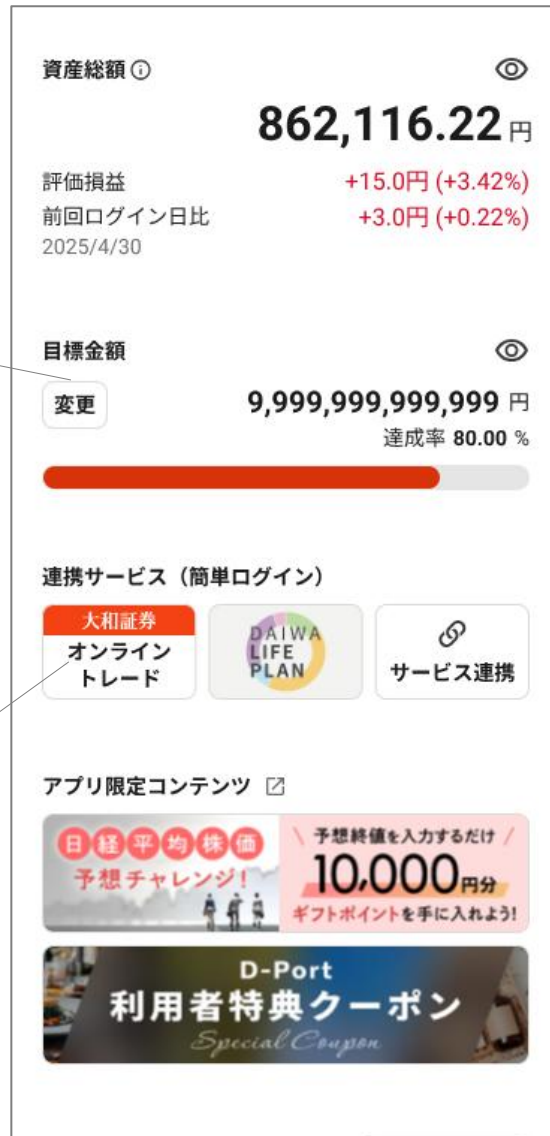 資産総額
862,116.22 円
評価損益 +15.0円 (+3.42%)
前回ログイン日比 +3.0円 (+0.22%)
2025/4/30
目標金額
変更 9,999,999,999,999 円
達成率 80.00 %
連携サービス（簡単ログイン）
大和証券
オンライン
トレード
DAIWA
LIFE
PLAN
サービス連携
アプリ限定コンテンツ
日経平均株価
予想チャレンジ!
予想終値を入力するだけ
10,000円分
ギフトポイントを手に入れよう!
D-Port
利用者特典クーポン
Special Coupon